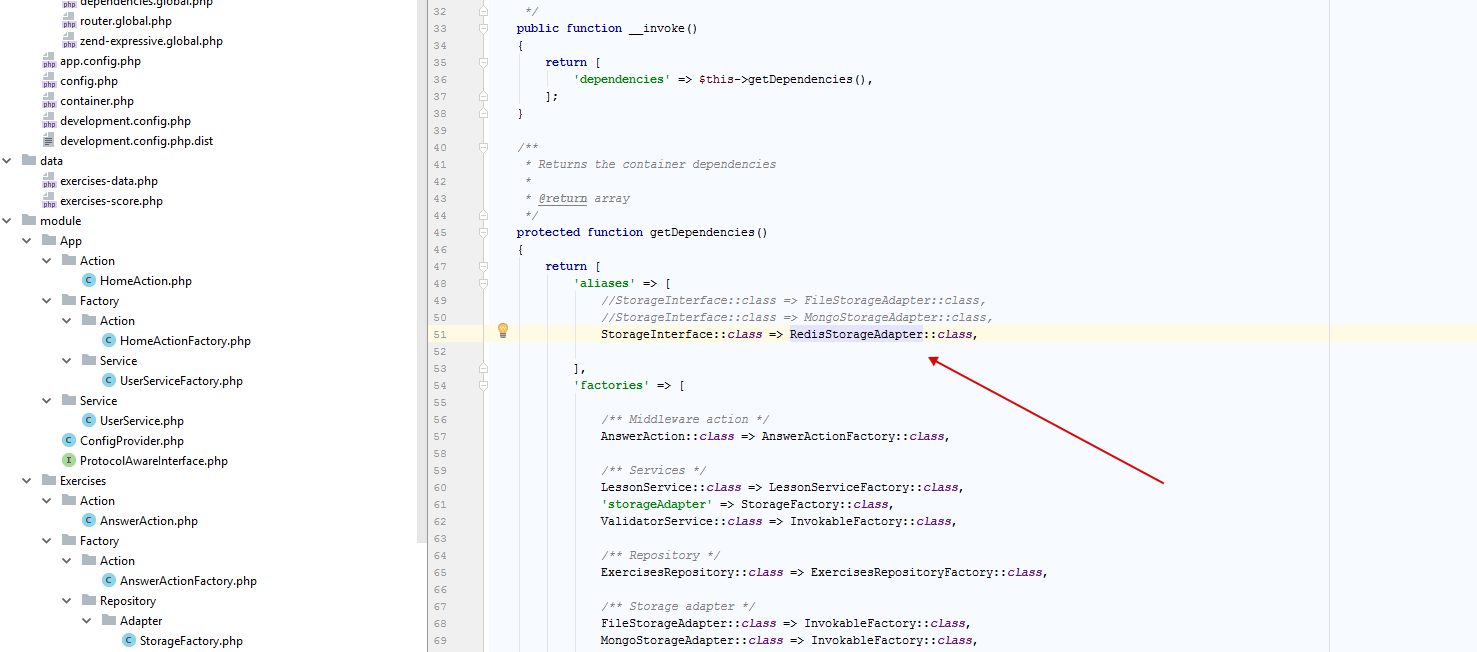 dependencies.global.php
router.global.php
zend-expressive.global.php
app.config.php
config.php
container.php
development.config.php
development.config.php.dist
data
exercises-data.php
exercises-score.php
module
App
Action
HomeAction.php
Factory
Action
HomeActionFactory.php
Service
UserServiceFactory.php
Service
UserService.php
ConfigProvider.php
ProtocolAwareInterface.php
Exercises
Action
AnswerAction.php
Factory
Action
AnswerActionFactory.php
Repository
Adapter
StorageFactory.php
32 */
33 public function __invoke()
34 {
35 return [
36 'dependencies' => $this->getDependencies(),
37 ];
38 }
39
40 /**
41 * Returns the container dependencies
42 *
43 * @return array
44 */
45 protected function getDependencies()
46 {
47 return [
48 'aliases' => [
49 //StorageInterface::class => FileStorageAdapter::class,
50 //StorageInterface::class => MongoStorageAdapter::class,
51 StorageInterface::class => RedisStorageAdapter::class,
52
53 ],
54 'factories' => [
55
56 /** Middleware action */
57 AnswerAction::class => AnswerActionFactory::class,
58
59 /** Services */
60 LessonService::class => LessonServiceFactory::class,
61 'storageAdapter' => StorageFactory::class,
62 ValidatorService::class => InvokableFactory::class,
63
64 /** Repository */
65 ExercisesRepository::class => ExercisesRepositoryFactory::class,
66
67 /** Storage adapter */
68 FileStorageAdapter::class => InvokableFactory::class,
69 MongoStorageAdapter::class => InvokableFactory::class,